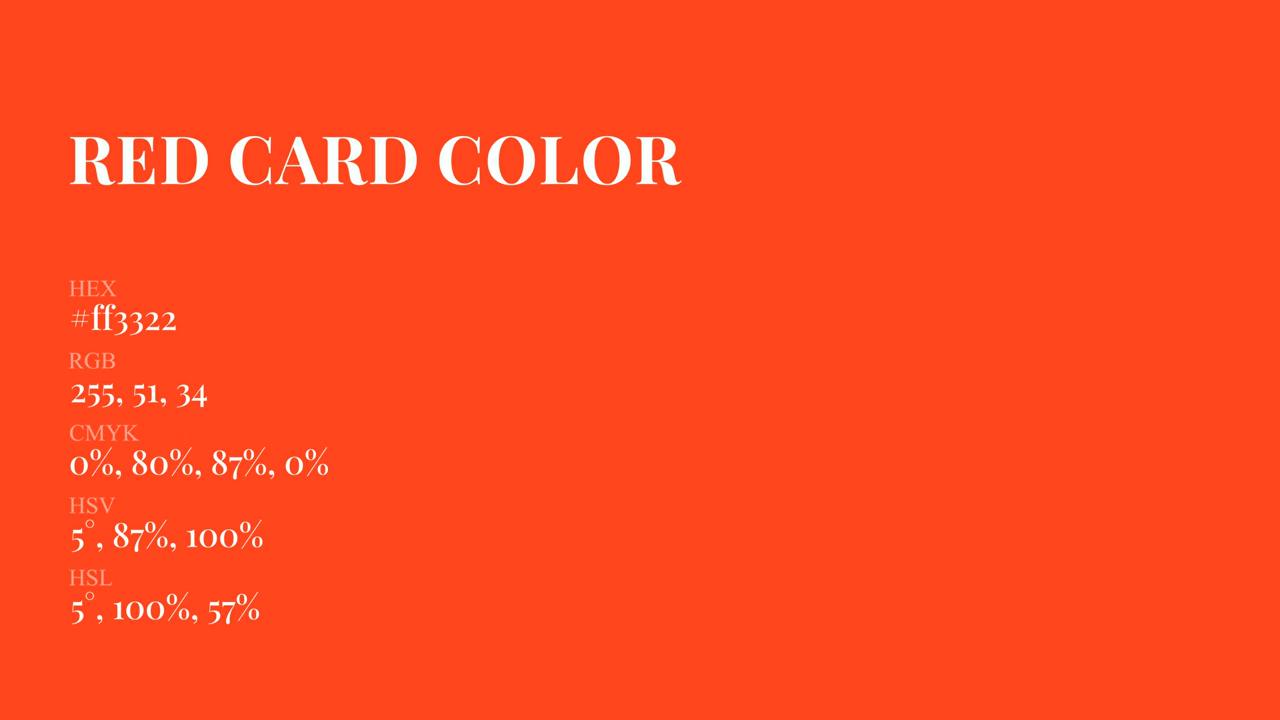 RED CARD COLOR
HEX
#ff3322
RGB
255, 51, 34
CMYK
0%, 80%, 87%, 0%
HSV
5°, 87%, 100%
HSL
5°, 100%, 57%